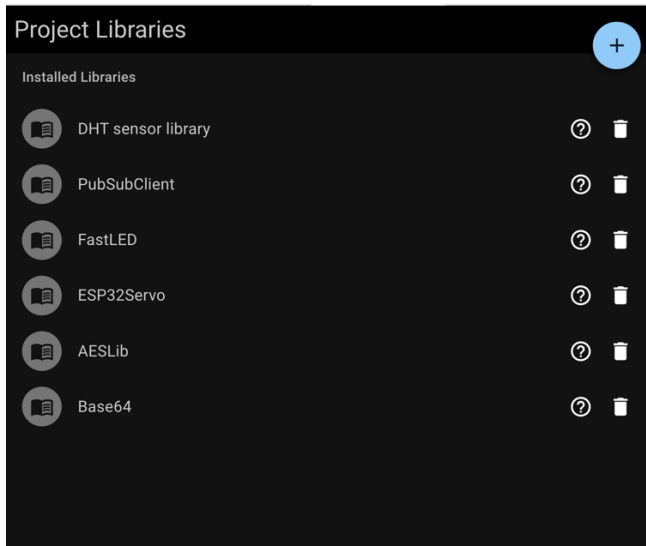 Project Libraries
+
Installed Libraries
DHT sensor library
PubSubClient
FastLED
ESP32Servo
AESLib
Base64